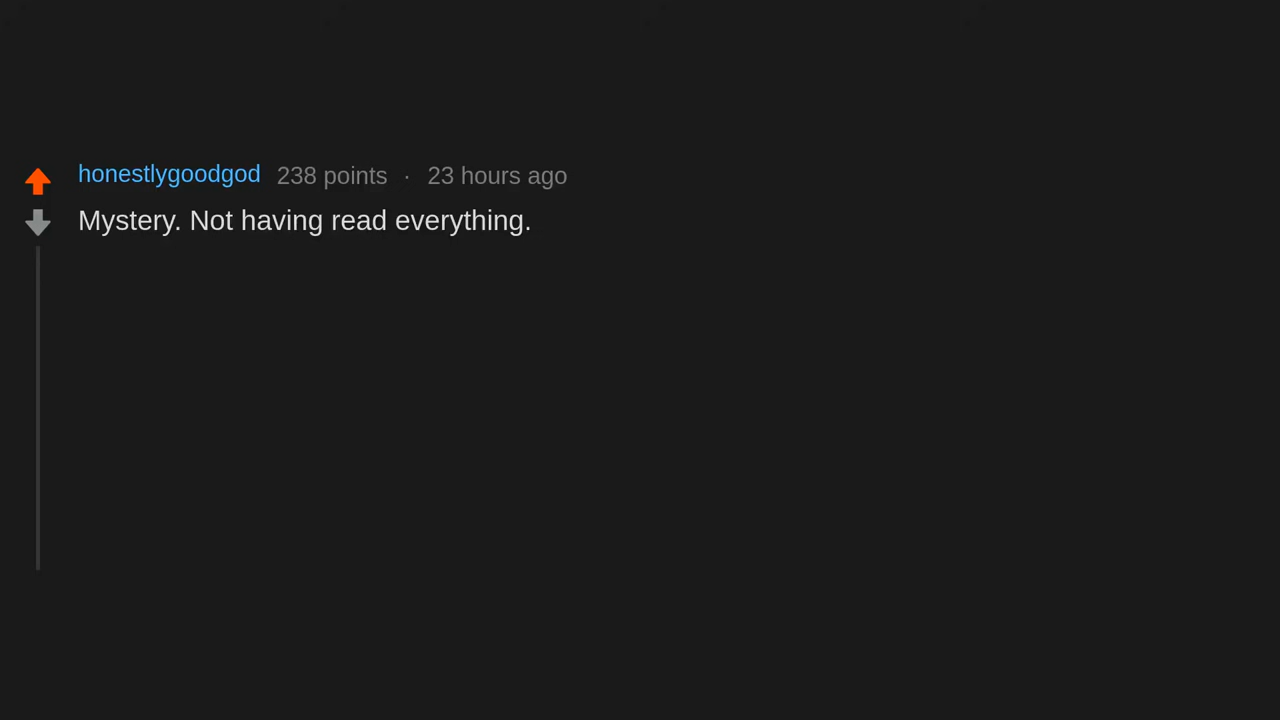 honestlygoodgod 238 points · 23 hours ago
Mystery. Not having read everything.